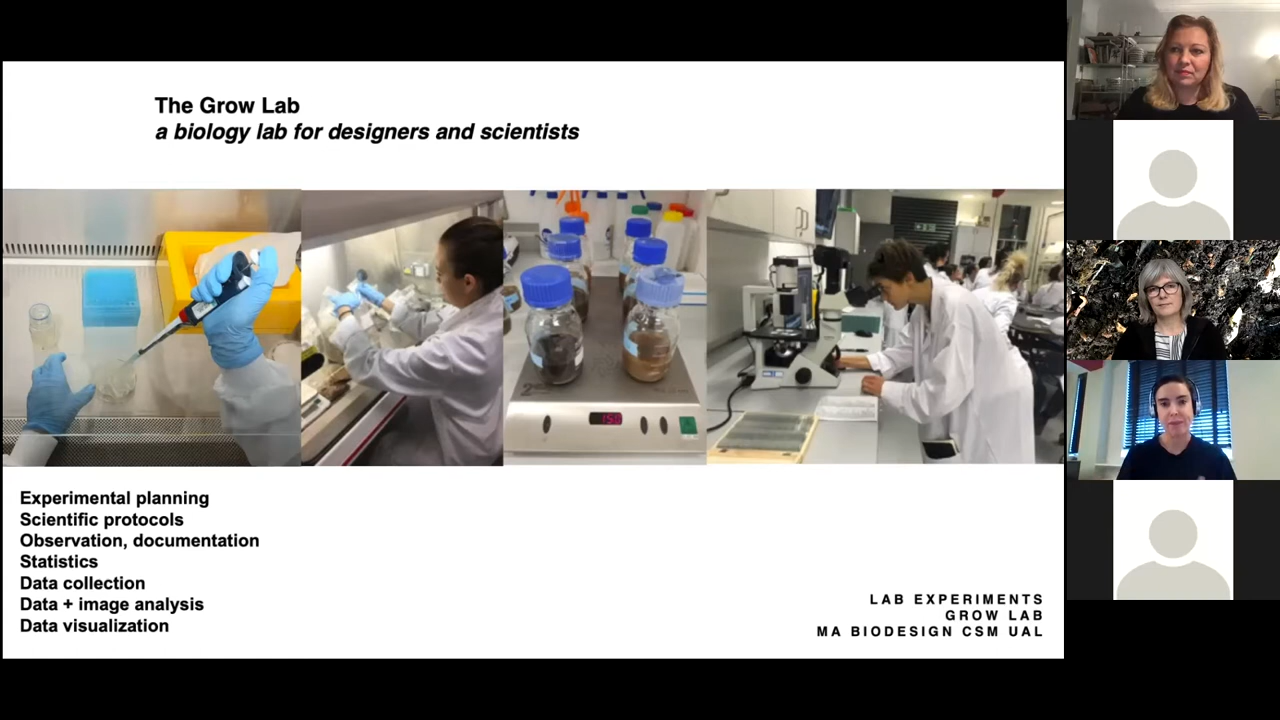 The Grow Lab
a biology lab for designers and scientists
Experimental planning
Scientific protocols
Observation, documentation
Statistics
Data collection
Data + image analysis
Data visualization
LAB EXPERIMENTS
GROW LAB
MA BIODESIGN CSM UAL